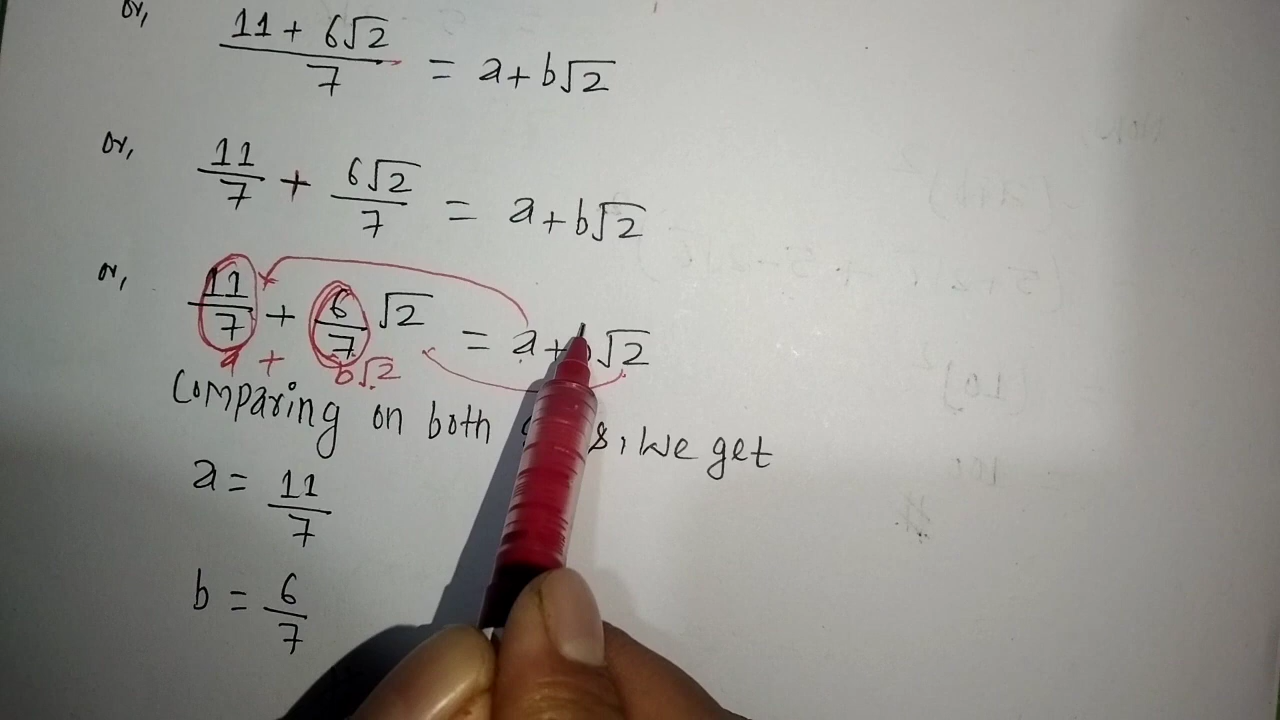 or,
11 + 6√2 / 7 = a+b√2
or, 11/7 + 6√2/7 = a+b√2
or, 11/7 + 6/7 √2 = a+b√2
a + b√2
Comparing on both, we get
a = 11/7
b = 6/7